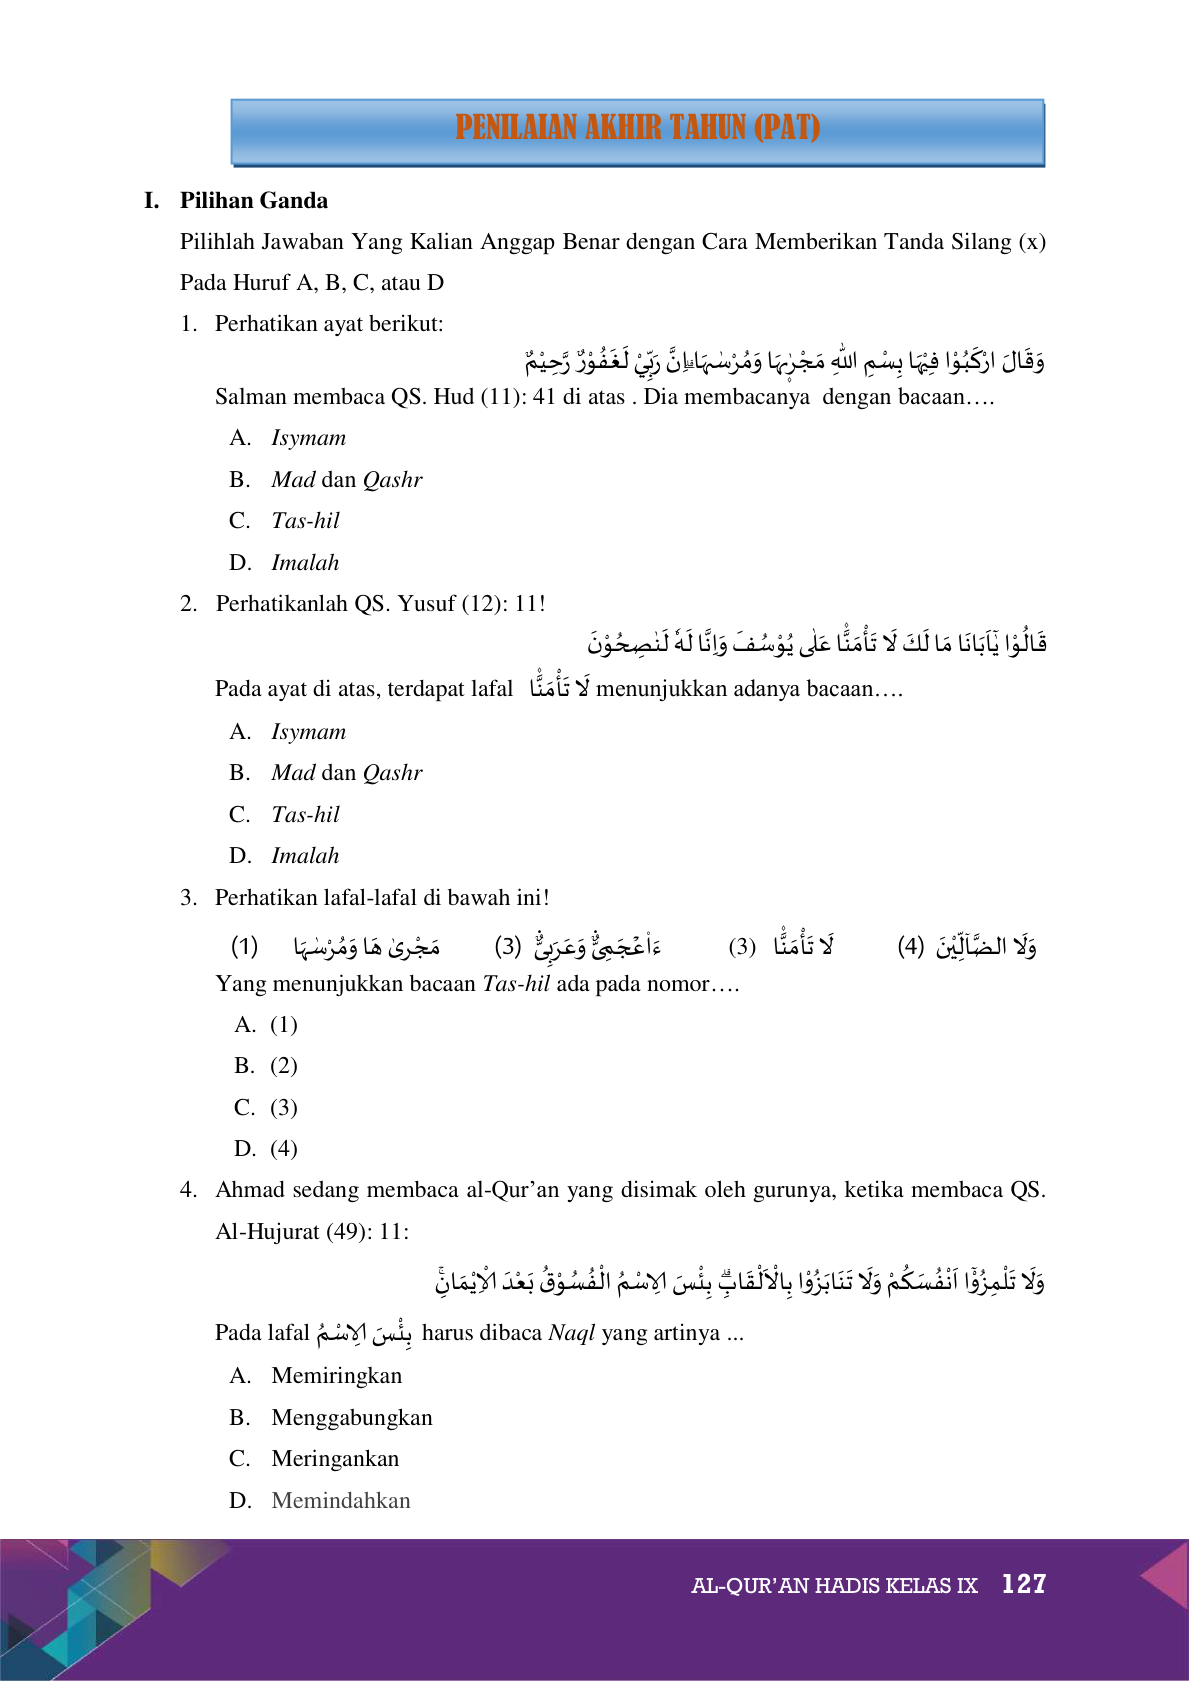 PENILAIAN AKHIR TAHUN (PAT)
I. Pilihan Ganda
Pilihlah Jawaban Yang Kalian Anggap Benar dengan Cara Memberikan Tanda Silang (x)
Pada Huruf A, B, C, atau D
1. Perhatikan ayat berikut:
وَقَالَ ارْكَبُوْا فِيْهَا بِسْمِ اللّٰهِ مَجْرٰ۪ىهَا وَمُرْسٰىهَاۗ اِنَّ رَبِّيْ لَغَفُوْرٌ رَّحِيْمٌ
Salman membaca QS. Hud (11): 41 di atas . Dia membacanya dengan bacaan….
A. Isymam
B. Mad dan Qashr
C. Tas-hil
D. Imalah
2. Perhatikanlah QS. Yusuf (12): 11!
قَالُوْا يٰٓاَبَانَا مَا لَكَ لَا تَأْمَنَّ۫ا عَلٰى يُوْسُفَ وَاِنَّا لَهٗ لَنٰصِحُوْنَ
Pada ayat di atas, terdapat lafal لَا تَأْمَنَّ۫ا menunjukkan adanya bacaan….
A. Isymam
B. Mad dan Qashr
C. Tas-hil
D. Imalah
3. Perhatikan lafal-lafal di bawah ini!
(1) مَجْرىٰ هَا وَمُرْسٰىهَا (3) ءَا۬عْجَمِيٌّ وَعَرَبِيٌّ (3) لَا تَأْمَنَّ۫ا (4) وَلَا الضَّاۤلِّيْنَ
Yang menunjukkan bacaan Tas-hil ada pada nomor….
A. (1)
B. (2)
C. (3)
D. (4)
4. Ahmad sedang membaca al-Qur’an yang disimak oleh gurunya, ketika membaca QS.
Al-Hujurat (49): 11:
وَلَا تَلْمِزُوْٓا اَنْفُسَكُمْ وَلَا تَنَابَزُوْا بِالْاَلْقَابِۗ بِئْسَ الِاسْمُ الْفُسُوْقُ بَعْدَ الْاِيْمَانِۚ
Pada lafal بِئْسَ الِاسْمُ harus dibaca Naql yang artinya ...
A. Memiringkan
B. Menggabungkan
C. Meringankan
D. Memindahkan
AL-QUR’AN HADIS KELAS IX 127